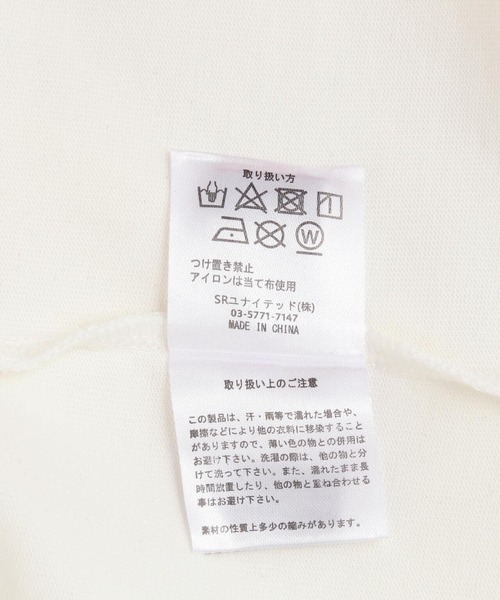 取り扱い方
W
つけ置き禁止
アイロンは当て布使用
SRユナイテッド(株)
03-5771-7147
MADE IN CHINA
取り扱い上のご注意
この製品は、汗・雨等で濡れた場合や、
摩擦などにより他の衣料に移染すること
がありますので、薄い色の物との併用は
お避け下さい。洗濯の際は、他の物と分
けて洗って下さい。また、濡れたまま長
時間放置したり、他の物と重ね合わせる
事はお避け下さい。
素材の性質上多少の縮みがあります。